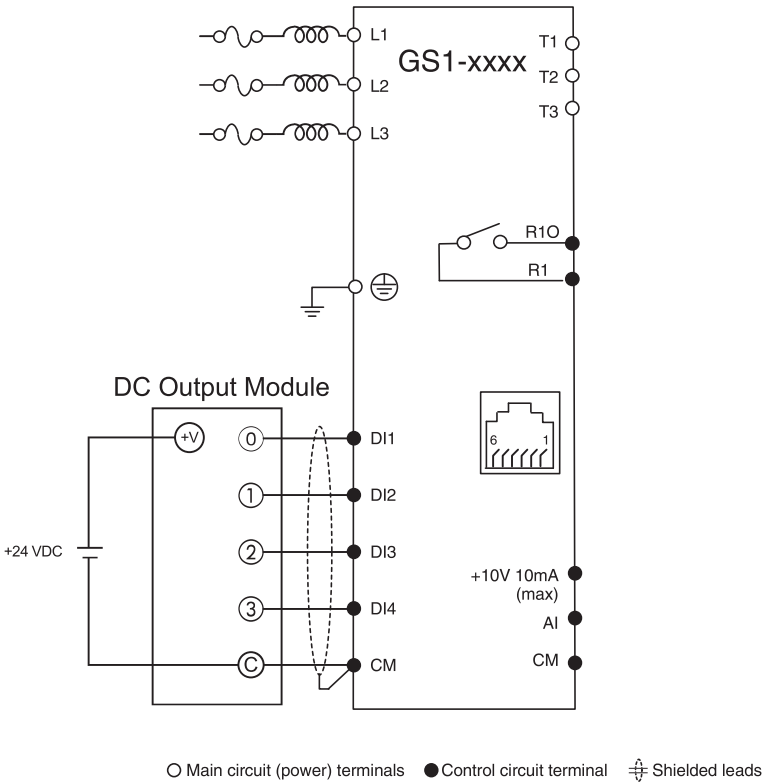 L1
GS1-xxxx
T1
L2
T2
T3
L3
R1O
R1
DC Output Module
+V
0
DI1
6 1
1
DI2
+24 VDC
2
DI3
+10V 10mA
(max)
3
DI4
AI
C
CM
CM
Main circuit (power) terminals
Control circuit terminal
Shielded leads